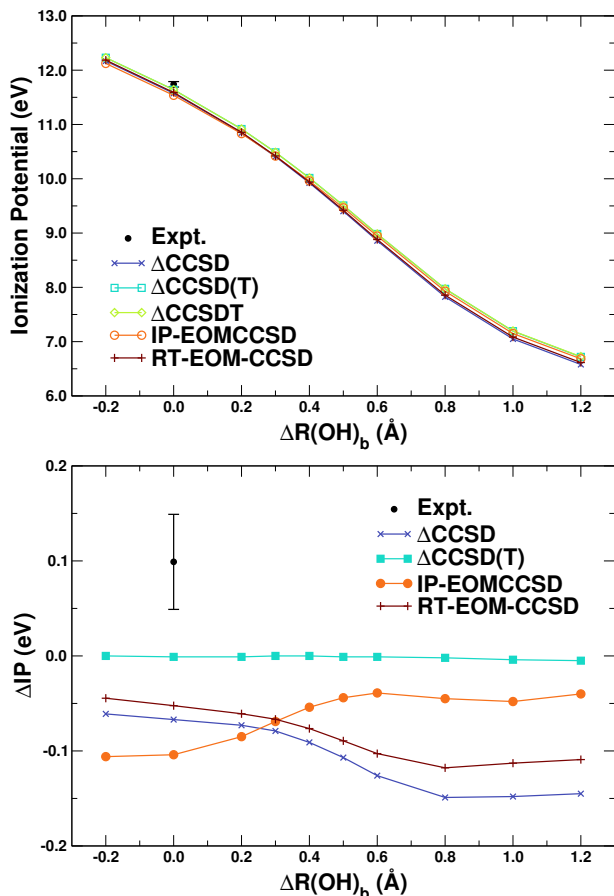 13.0
12.0
11.0
10.0
9.0
8.0
7.0
6.0
Ionization Potential (eV)
Expt.
ΔCCSD
ΔCCSD(T)
ΔCCSDT
IP-EOMCCSD
RT-EOM-CCSD
-0.2 0.0 0.2 0.4 0.6 0.8 1.0 1.2
ΔR(OH)b (Å)
0.2
0.1
0.0
-0.1
-0.2
ΔIP (eV)
Expt.
ΔCCSD
ΔCCSD(T)
IP-EOMCCSD
RT-EOM-CCSD
-0.2 0.0 0.2 0.4 0.6 0.8 1.0 1.2
ΔR(OH)b (Å)